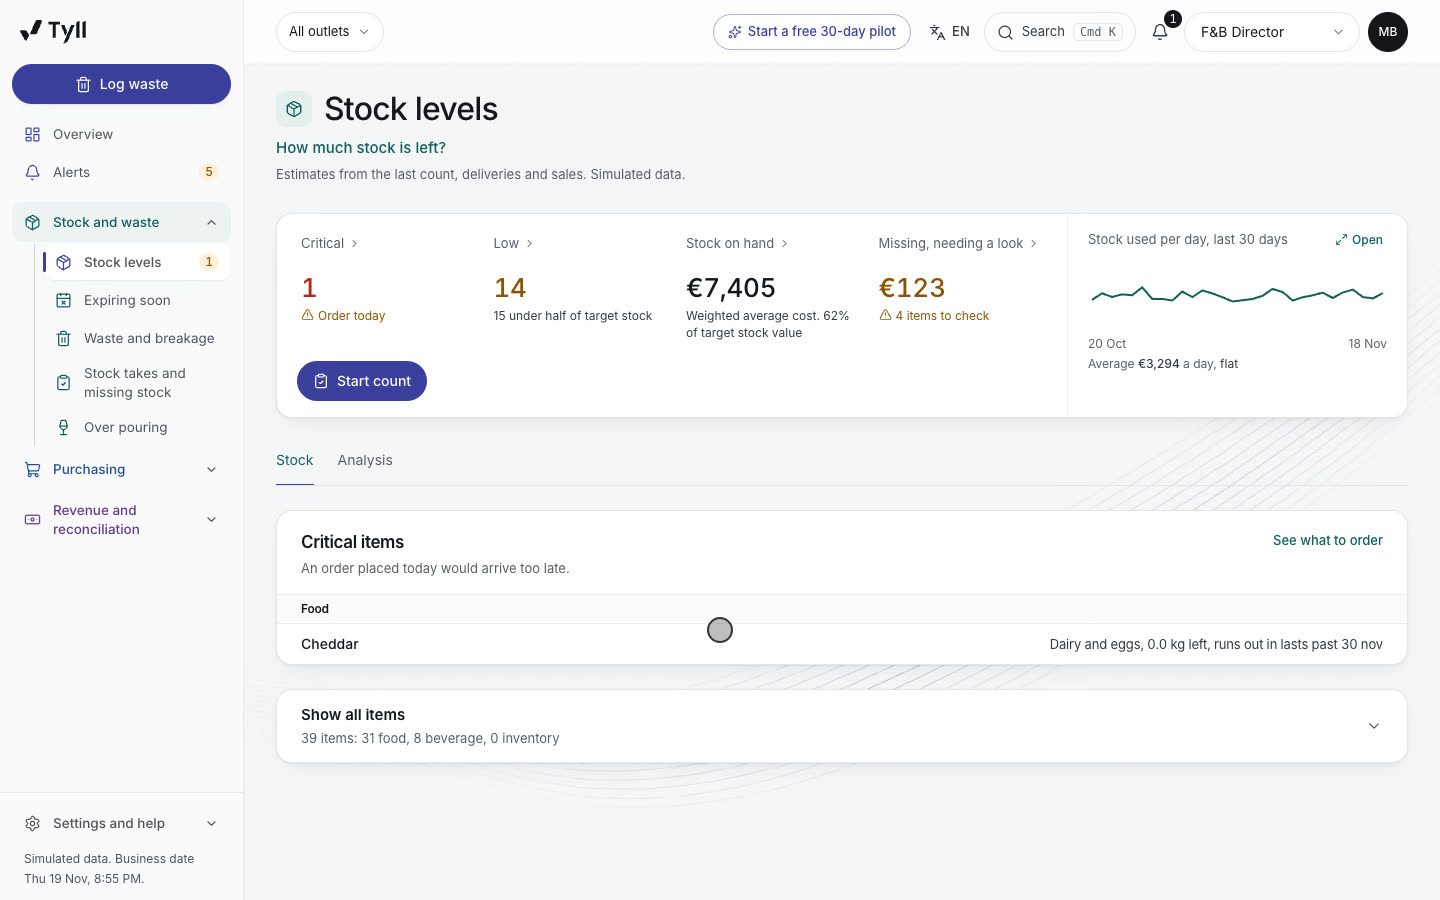 Tyll
All outlets
Start a free 30-day pilot
EN
Search
Cmd K
1
F&B Director
MB
Log waste
Overview
Alerts
5
Stock and waste
Stock levels
1
Expiring soon
Waste and breakage
Stock takes and
missing stock
Over pouring
Purchasing
Revenue and
reconciliation
Settings and help
Simulated data. Business date
Thu 19 Nov, 8:55 PM.
Stock levels
How much stock is left?
Estimates from the last count, deliveries and sales. Simulated data.
Critical
1
Order today
Low
14
15 under half of target stock
Stock on hand
€7,405
Weighted average cost. 62%
of target stock value
Missing, needing a look
€123
4 items to check
Start count
Stock used per day, last 30 days
Open
20 Oct
18 Nov
Average €3,294 a day, flat
Stock
Analysis
Critical items
See what to order
An order placed today would arrive too late.
Food
Cheddar
Dairy and eggs, 0.0 kg left, runs out in lasts past 30 nov
Show all items
39 items: 31 food, 8 beverage, 0 inventory